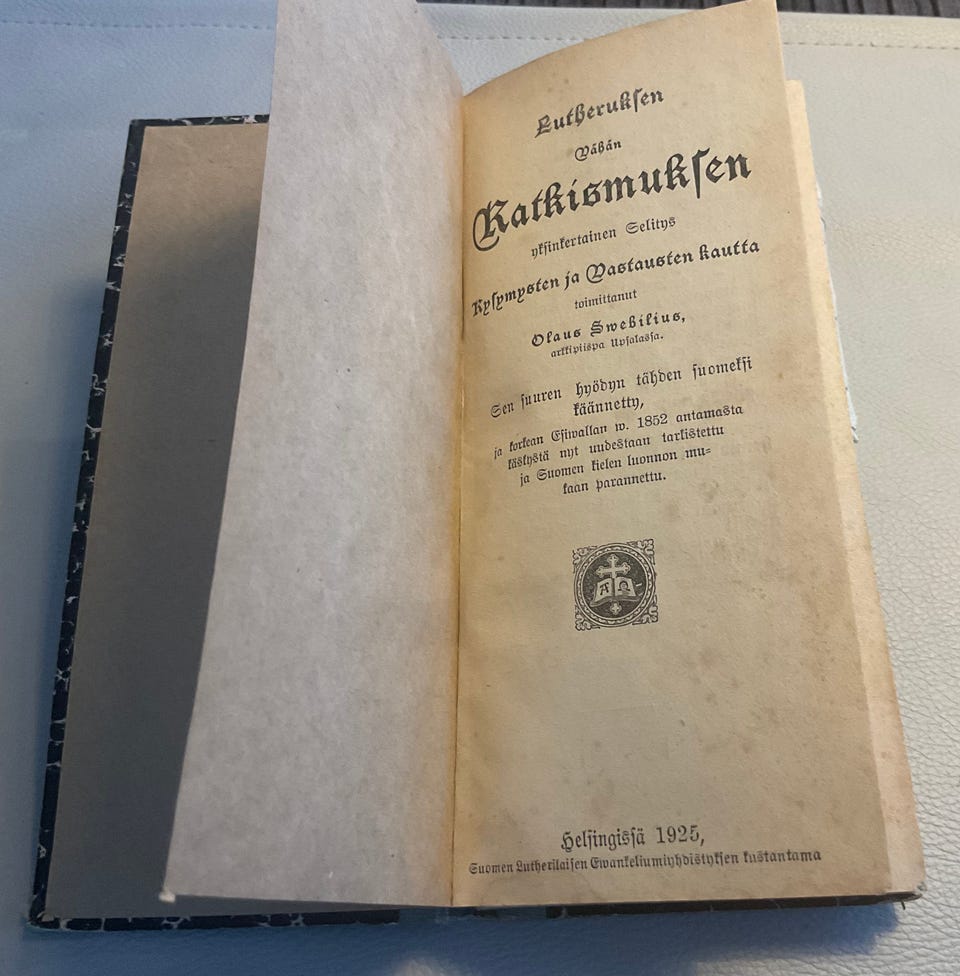 Lutheruksen
Vähän
Katkismuksen
yksinkertainen Selitys
Kysymysten ja Vastausten kautta
toimittanut
Olaus Swebilius,
arkkipiispa Upsalassa.
Sen suuren hyödyn tähden suomeksi
käännetty,
ja korkean Esiwallan w. 1852 antamasta
käskystä nyt uudestaan tarkistettu
ja Suomen kielen luonnon mu=
kaan parannettu.
A Ω
Helsingissä 1925,
Suomen Lutherilaisen Ewankeliumiyhdistyksen kustantama